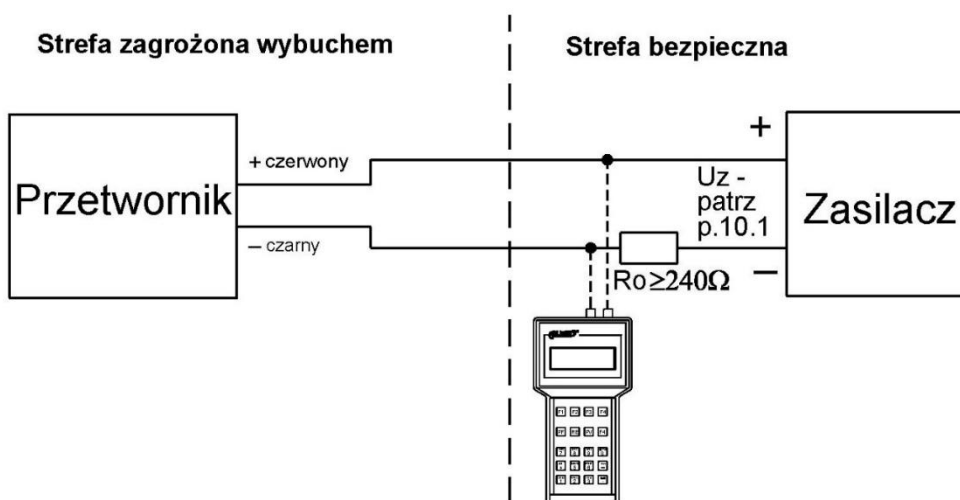 Strefa zagrożona wybuchem
Strefa bezpieczna
Przetwornik
+ czerwony
– czarny
+
Uz -
patrz
p.10.1
–
Ro≥240Ω
Zasilacz